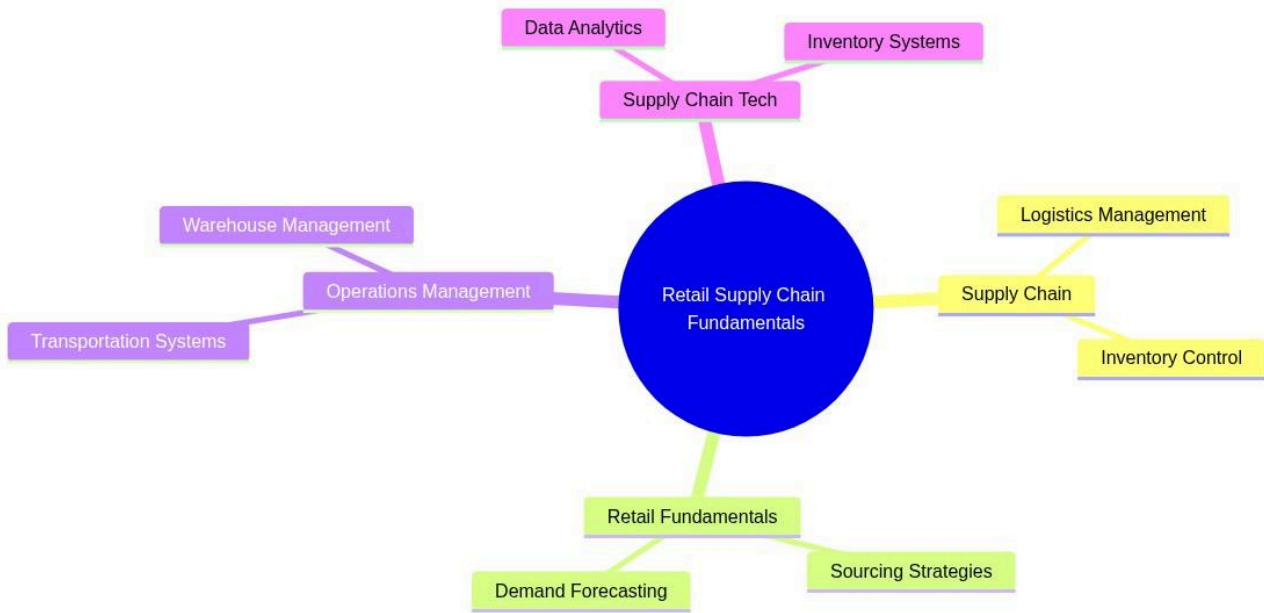 Data Analytics
Inventory Systems
Supply Chain Tech
Warehouse Management
Logistics Management
Operations Management
Retail Supply Chain
Fundamentals
Supply Chain
Transportation Systems
Inventory Control
Retail Fundamentals
Sourcing Strategies
Demand Forecasting